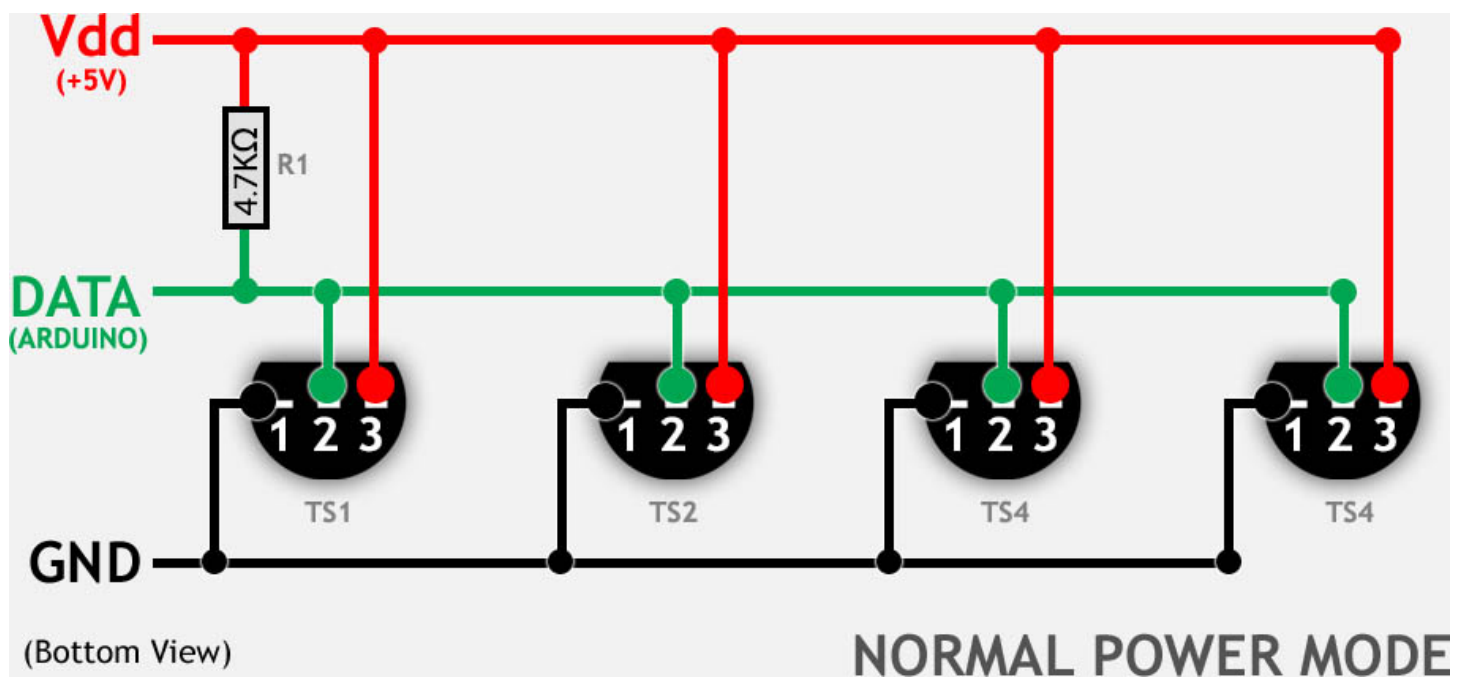 Vdd
(+5V)
4.7KΩ
R1
DATA
(ARDUINO)
1 2 3
1 2 3
1 2 3
1 2 3
TS1
TS2
TS4
TS4
GND
(Bottom View)
NORMAL POWER MODE